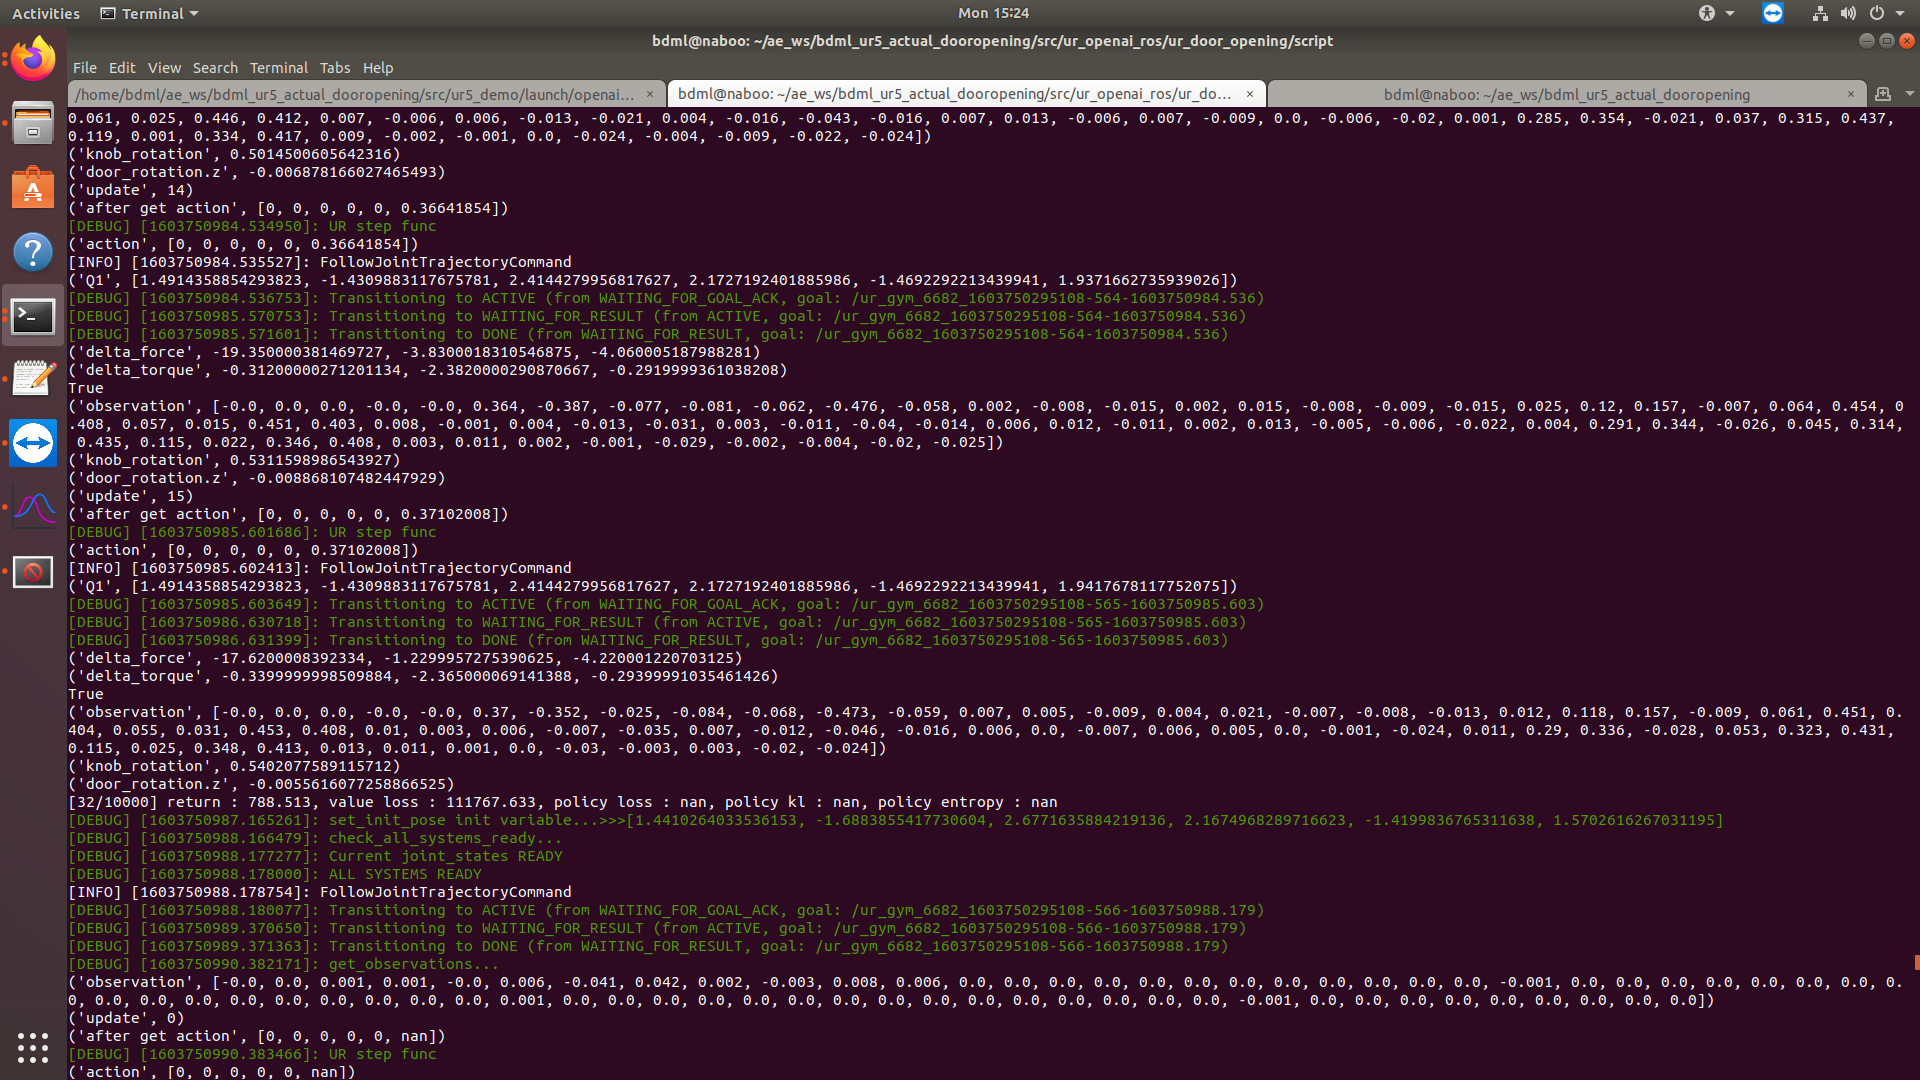 Activities Terminal Mon 15:24
bdml@naboo: ~/ae_ws/bdml_ur5_actual_dooropening/src/ur_openai_ros/ur_door_opening/script
File Edit View Search Terminal Tabs Help
/home/bdml/ae_ws/bdml_ur5_actual_dooropening/src/ur5_demo/launch/openai... × bdml@naboo: ~/ae_ws/bdml_ur5_actual_dooropening/src/ur_openai_ros/ur_do... × bdml@naboo: ~/ae_ws/bdml_ur5_actual_dooropening ×
0.061, 0.025, 0.446, 0.412, 0.007, -0.006, 0.006, -0.013, -0.021, 0.004, -0.016, -0.043, -0.016, 0.007, 0.013, -0.006, 0.007, -0.009, 0.0, -0.006, -0.02, 0.001, 0.285, 0.354, -0.021, 0.037, 0.315, 0.437,
0.119, 0.001, 0.334, 0.417, 0.009, -0.002, -0.001, 0.0, -0.024, -0.004, -0.009, -0.022, -0.024])
('knob_rotation', 0.5014500605642316)
('door_rotation.z', -0.006878166027465493)
('update', 14)
('after get action', [0, 0, 0, 0, 0, 0.36641854])
[DEBUG] [1603750984.534950]: UR step func
('action', [0, 0, 0, 0, 0, 0.36641854])
[INFO] [1603750984.535527]: FollowJointTrajectoryCommand
('Q1', [1.4914358854293823, -1.4309883117675781, 2.4144279956817627, 2.1727192401885986, -1.4692292213439941, 1.9371662735939026])
[DEBUG] [1603750984.536753]: Transitioning to ACTIVE (from WAITING_FOR_GOAL_ACK, goal: /ur_gym_6682_1603750295108-564-1603750984.536)
[DEBUG] [1603750985.570753]: Transitioning to WAITING_FOR_RESULT (from ACTIVE, goal: /ur_gym_6682_1603750295108-564-1603750984.536)
[DEBUG] [1603750985.571601]: Transitioning to DONE (from WAITING_FOR_RESULT, goal: /ur_gym_6682_1603750295108-564-1603750984.536)
('delta_force', -19.350000381469727, -3.8300018310546875, -4.060005187988281)
('delta_torque', -0.31200000271201134, -2.3820000290870667, -0.2919999361038208)
True
('observation', [-0.0, 0.0, 0.0, -0.0, -0.0, 0.364, -0.387, -0.077, -0.081, -0.062, -0.476, -0.058, 0.002, -0.008, -0.015, 0.002, 0.015, -0.008, -0.009, -0.015, 0.025, 0.12, 0.157, -0.007, 0.064, 0.454, 0
.408, 0.057, 0.015, 0.451, 0.403, 0.008, -0.001, 0.004, -0.013, -0.031, 0.003, -0.011, -0.04, -0.014, 0.006, 0.012, -0.011, 0.002, 0.013, -0.005, -0.006, -0.022, 0.004, 0.291, 0.344, -0.026, 0.045, 0.314,
0.435, 0.115, 0.022, 0.346, 0.408, 0.003, 0.011, 0.002, -0.001, -0.029, -0.002, -0.004, -0.02, -0.025])
('knob_rotation', 0.5311598986543927)
('door_rotation.z', -0.008868107482447929)
('update', 15)
('after get action', [0, 0, 0, 0, 0, 0.37102008])
[DEBUG] [1603750985.601686]: UR step func
('action', [0, 0, 0, 0, 0, 0.37102008])
[INFO] [1603750985.602413]: FollowJointTrajectoryCommand
('Q1', [1.4914358854293823, -1.4309883117675781, 2.4144279956817627, 2.1727192401885986, -1.4692292213439941, 1.9417678117752075])
[DEBUG] [1603750985.603649]: Transitioning to ACTIVE (from WAITING_FOR_GOAL_ACK, goal: /ur_gym_6682_1603750295108-565-1603750985.603)
[DEBUG] [1603750986.630718]: Transitioning to WAITING_FOR_RESULT (from ACTIVE, goal: /ur_gym_6682_1603750295108-565-1603750985.603)
[DEBUG] [1603750986.631399]: Transitioning to DONE (from WAITING_FOR_RESULT, goal: /ur_gym_6682_1603750295108-565-1603750985.603)
('delta_force', -17.6200008392334, -1.2299957275390625, -4.220001220703125)
('delta_torque', -0.3399999998509884, -2.365000069141388, -0.29399991035461426)
True
('observation', [-0.0, 0.0, 0.0, -0.0, -0.0, 0.37, -0.352, -0.025, -0.084, -0.068, -0.473, -0.059, 0.007, 0.005, -0.009, 0.004, 0.021, -0.007, -0.008, -0.013, 0.012, 0.118, 0.157, -0.009, 0.061, 0.451, 0.
404, 0.055, 0.031, 0.453, 0.408, 0.01, 0.003, 0.006, -0.007, -0.035, 0.007, -0.012, -0.046, -0.016, 0.006, 0.0, -0.007, 0.006, 0.005, 0.0, -0.001, -0.024, 0.011, 0.29, 0.336, -0.028, 0.053, 0.323, 0.431,
0.115, 0.025, 0.348, 0.413, 0.013, 0.011, 0.001, 0.0, -0.03, -0.003, 0.003, -0.02, -0.024])
('knob_rotation', 0.5402077589115712)
('door_rotation.z', -0.0055616077258866525)
[32/10000] return : 788.513, value loss : 111767.633, policy loss : nan, policy kl : nan, policy entropy : nan
[DEBUG] [1603750987.165261]: set_init_pose init variable...>>>[1.4410264033536153, -1.6883855417730604, 2.6771635884219136, 2.1674968289716623, -1.4199836765311638, 1.5702616267031195]
[DEBUG] [1603750988.166479]: check_all_systems_ready...
[DEBUG] [1603750988.177277]: Current joint_states READY
[DEBUG] [1603750988.178000]: ALL SYSTEMS READY
[INFO] [1603750988.178754]: FollowJointTrajectoryCommand
[DEBUG] [1603750988.180077]: Transitioning to ACTIVE (from WAITING_FOR_GOAL_ACK, goal: /ur_gym_6682_1603750295108-566-1603750988.179)
[DEBUG] [1603750989.370650]: Transitioning to WAITING_FOR_RESULT (from ACTIVE, goal: /ur_gym_6682_1603750295108-566-1603750988.179)
[DEBUG] [1603750989.371363]: Transitioning to DONE (from WAITING_FOR_RESULT, goal: /ur_gym_6682_1603750295108-566-1603750988.179)
[DEBUG] [1603750990.382171]: get_observations...
('observation', [-0.0, 0.0, 0.001, 0.001, -0.0, 0.006, -0.041, 0.042, 0.002, -0.003, 0.008, 0.006, 0.0, 0.0, 0.0, 0.0, 0.0, 0.0, 0.0, 0.0, 0.0, 0.0, 0.0, 0.0, -0.001, 0.0, 0.0, 0.0, 0.0, 0.0, 0.0, 0.0, 0.
0, 0.0, 0.0, 0.0, 0.0, 0.0, 0.0, 0.0, 0.0, 0.0, 0.001, 0.0, 0.0, 0.0, 0.0, 0.0, 0.0, 0.0, 0.0, 0.0, 0.0, 0.0, 0.0, 0.0, 0.0, 0.0, -0.001, 0.0, 0.0, 0.0, 0.0, 0.0, 0.0, 0.0, 0.0, 0.0])
('update', 0)
('after get action', [0, 0, 0, 0, 0, nan])
[DEBUG] [1603750990.383466]: UR step func
('action', [0, 0, 0, 0, 0, nan])